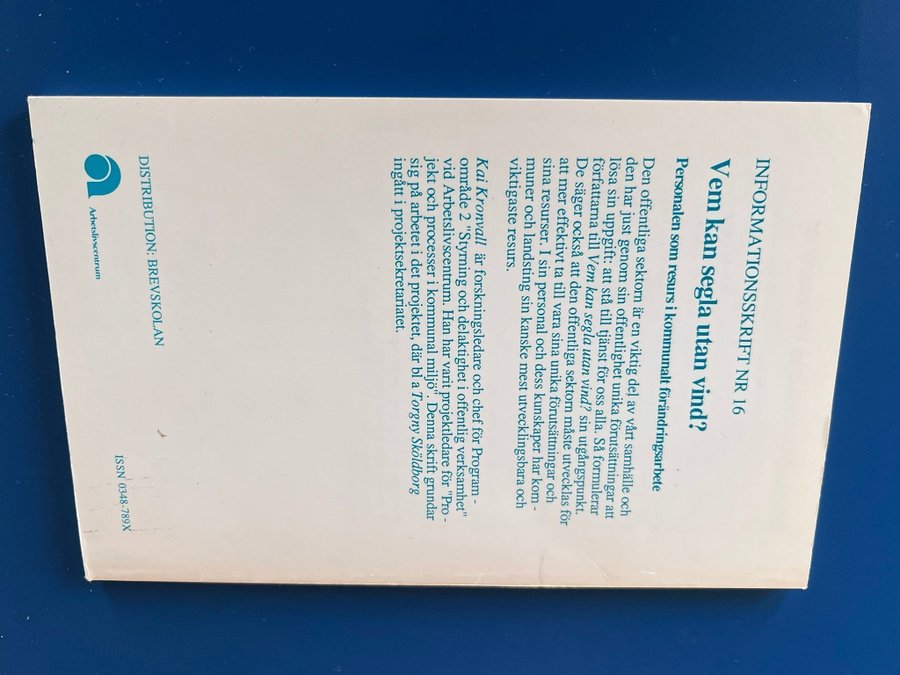 INFORMATIONSSKRIFT NR 16
Vem kan segla utan vind?
Personalen som resurs i kommunalt förändringsarbete
Den offentliga sektorn är en viktig del av vårt samhälle och
den har just genom sin offentlighet unika förutsättningar att
lösa sin uppgift: att stå till tjänst för oss alla. Så formulerar
författarna till Vem kan segla utan vind? sin utgångspunkt.
De säger också att den offentliga sektorn måste utvecklas för
att mer effektivt ta till vara sina unika förutsättningar och
sina resurser. I sin personal och dess kunskaper har kom-
muner och landsting sin kanske mest utvecklingsbara och
viktigaste resurs.
Kai Kronvall är forskningsledare och chef för Program-
område 2 "Styrning och delaktighet i offentlig verksamhet"
vid Arbetslivscentrum. Han har varit projektledare för "Pro-
jekt och processer i kommunal miljö". Denna skrift grundar
sig på arbetet i det projektet, där bl a Torgny Sköldborg
ingått i projektsekretariatet.
DISTRIBUTION: BREVSKOLAN
ISSN 0348-789X
Arbetslivscentrum